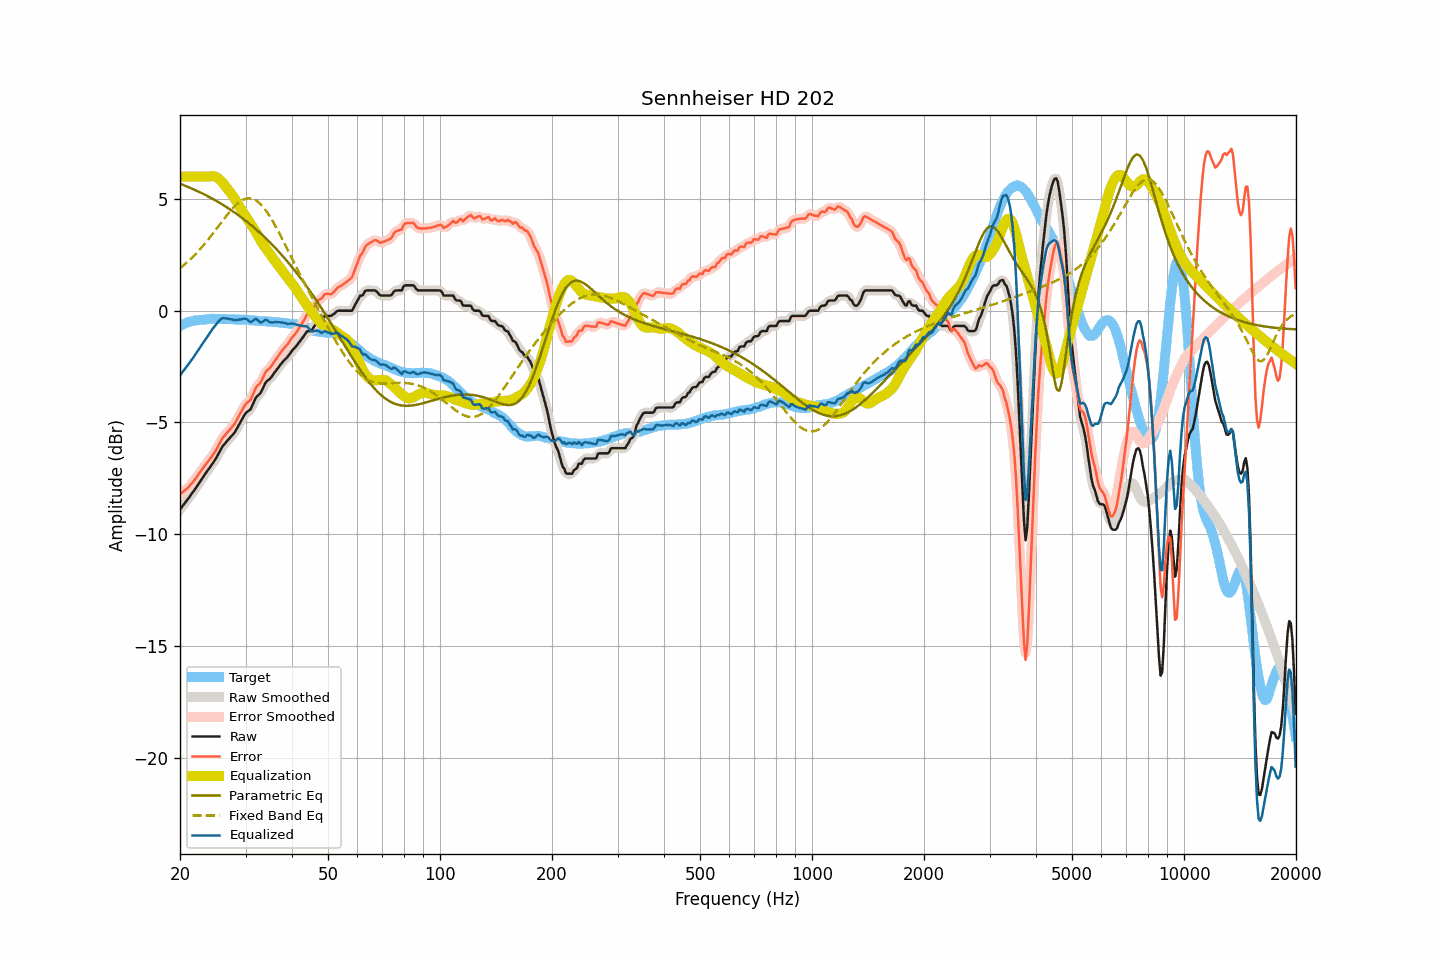 Sennheiser HD 202
Amplitude (dBr)
5
0
−5
−10
−15
−20
Target
Raw Smoothed
Error Smoothed
Raw
Error
Equalization
Parametric Eq
Fixed Band Eq
Equalized
20 50 100 200 500 1000 2000 5000 10000 20000
Frequency (Hz)